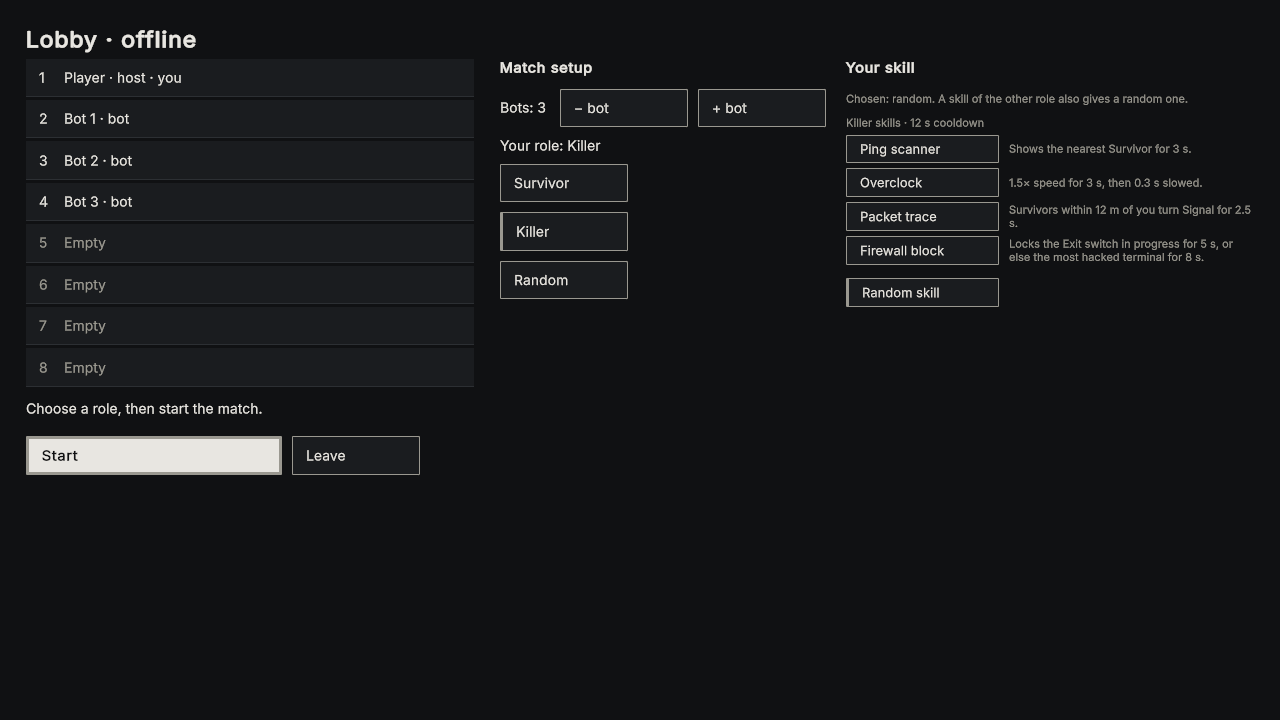 Lobby · offline
1 Player · host · you
2 Bot 1 · bot
3 Bot 2 · bot
4 Bot 3 · bot
5 Empty
6 Empty
7 Empty
8 Empty
Choose a role, then start the match.
Start
Leave
Match setup
Bots: 3
– bot
+ bot
Your role: Killer
Survivor
Killer
Random
Your skill
Chosen: random. A skill of the other role also gives a random one.
Killer skills · 12 s cooldown
Ping scanner
Shows the nearest Survivor for 3 s.
Overclock
1.5× speed for 3 s, then 0.3 s slowed.
Packet trace
Survivors within 12 m of you turn Signal for 2.5
s.
Firewall block
Locks the Exit switch in progress for 5 s, or
else the most hacked terminal for 8 s.
Random skill